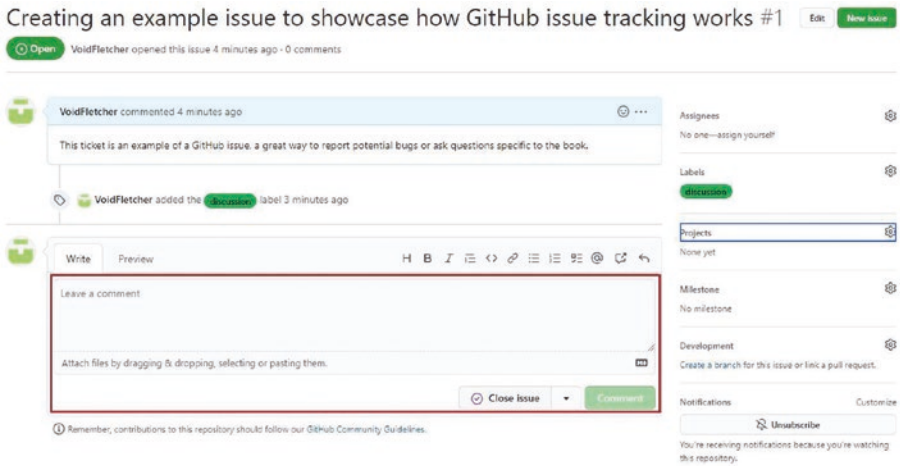 Creating an example issue to showcase how GitHub issue tracking works #1
Edit
New issue
Open
VoidFletcher opened this issue 4 minutes ago · 0 comments
VoidFletcher commented 4 minutes ago
This ticket is an example of a GitHub issue, a great way to report potential bugs or ask questions specific to the book.
VoidFletcher added the discussion label 3 minutes ago
Write
Preview
Leave a comment
Attach files by dragging & dropping, selecting or pasting them.
Close issue
Comment
Remember, contributions to this repository should follow our GitHub Community Guidelines.
Assignees
No one—assign yourself
Labels
discussion
Projects
None yet
Milestone
No milestone
Development
Create a branch for this issue or link a pull request.
Notifications
Customize
Unsubscribe
You're receiving notifications because you're watching
this repository.